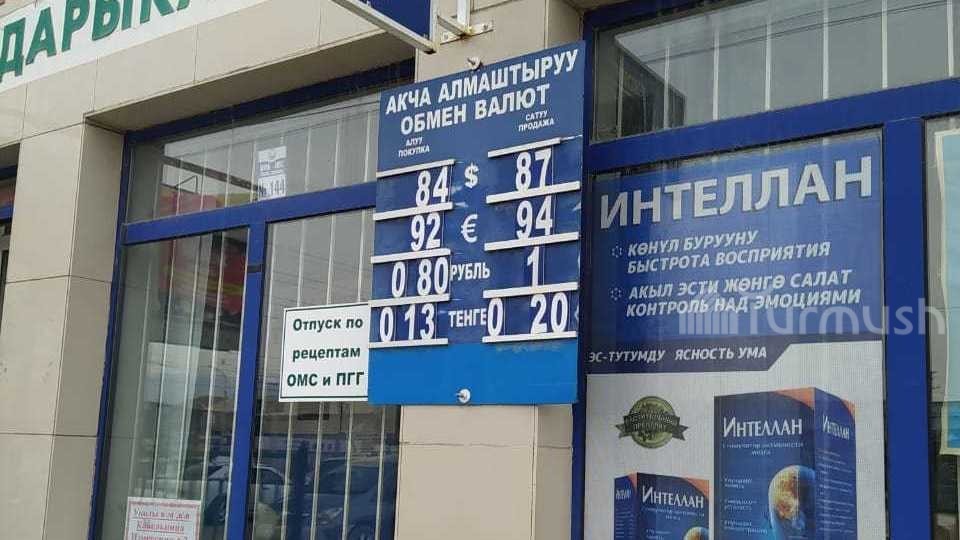 ДАРЫКА
АКЧА АЛМАШТЫРУУ
ОБМЕН ВАЛЮТ
АЛУУ САТУУ
ПОКУПКА ПРОДАЖА
84 $ 87
92 € 94
0 80 РУБЛЬ 1
0 13 ТЕНГЕ 0 20
144
Отпуск по
рецептам
ОМС и ПГГ
ИНТЕЛЛАН
КӨҢҮЛ БУРУУНУ
БЫСТРОТА ВОСПРИЯТИЯ
АКЫЛ ЭСТИ ЖӨНГӨ САЛАТ
КОНТРОЛЬ НАД ЭМОЦИЯМИ
ЭС-ТУТУМДУ ЯСНОСТЬ УМА
Turmush
ИНТЕЛЛАН
ИНТЕЛЛАН
ИНТЕЛЛАН